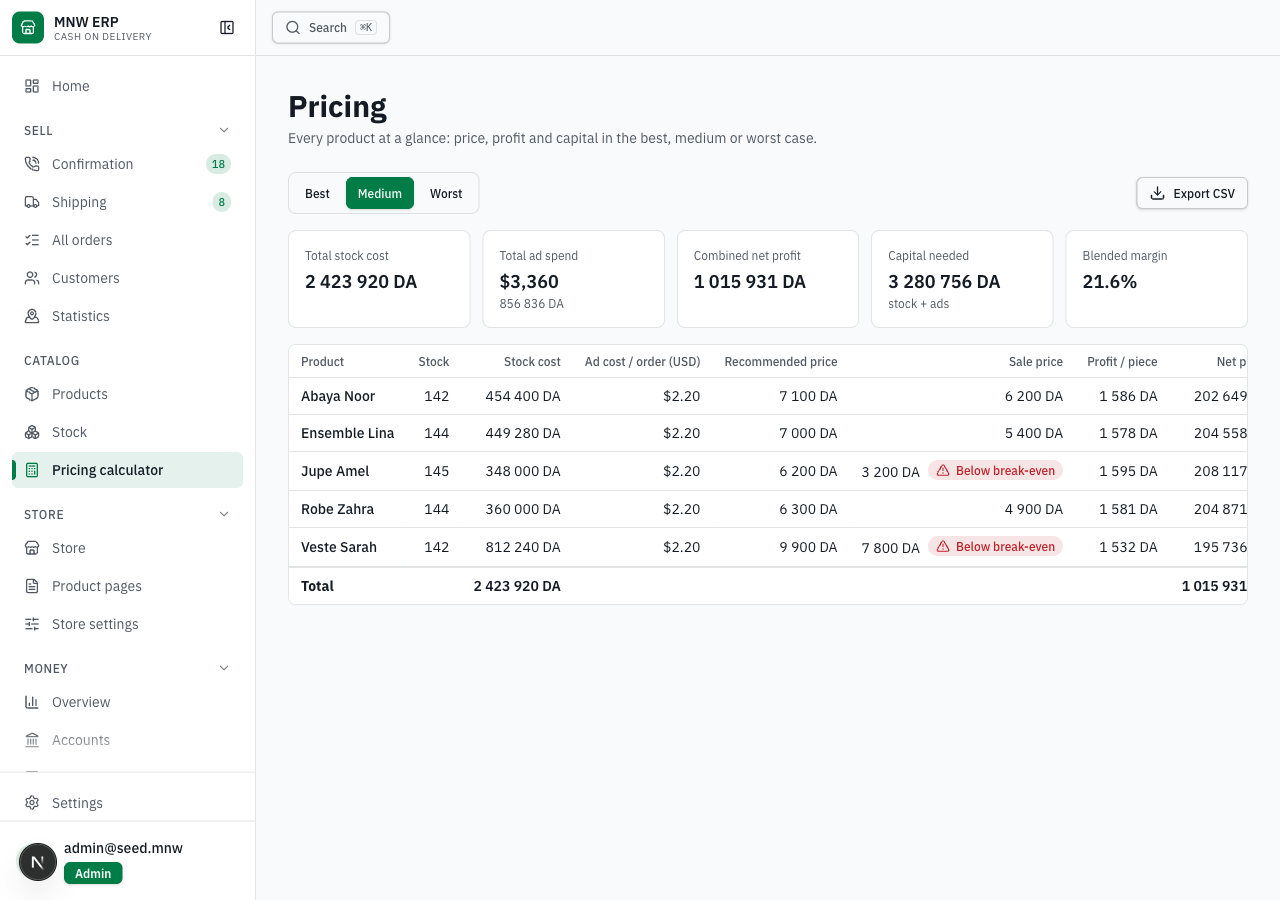 MNW ERP
CASH ON DELIVERY
Search ⌘K
Home
SELL
Confirmation 18
Shipping 8
All orders
Customers
Statistics
CATALOG
Products
Stock
Pricing calculator
STORE
Store
Product pages
Store settings
MONEY
Overview
Accounts
Settings
N
admin@seed.mnw
Admin
Pricing
Every product at a glance: price, profit and capital in the best, medium or worst case.
Best Medium Worst
Export CSV
Total stock cost
2 423 920 DA
Total ad spend
$3,360
856 836 DA
Combined net profit
1 015 931 DA
Capital needed
3 280 756 DA
stock + ads
Blended margin
21.6%
Product Stock Stock cost Ad cost / order (USD) Recommended price Sale price Profit / piece Net p
Abaya Noor 142 454 400 DA $2.20 7 100 DA 6 200 DA 1 586 DA 202 649
Ensemble Lina 144 449 280 DA $2.20 7 000 DA 5 400 DA 1 578 DA 204 558
Jupe Amel 145 348 000 DA $2.20 6 200 DA 3 200 DA Below break-even 1 595 DA 208 117
Robe Zahra 144 360 000 DA $2.20 6 300 DA 4 900 DA 1 581 DA 204 871
Veste Sarah 142 812 240 DA $2.20 9 900 DA 7 800 DA Below break-even 1 532 DA 195 736
Total 2 423 920 DA 1 015 931